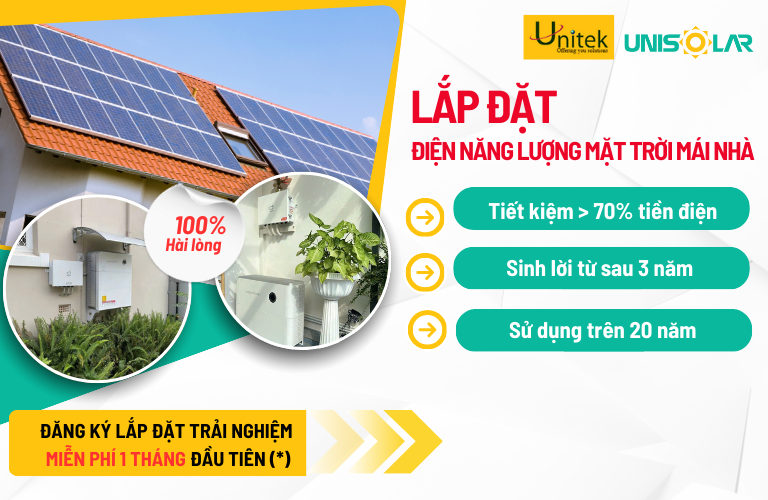 Unitek
Offering you solutions
UNISOLAR
LẮP ĐẶT
ĐIỆN NĂNG LƯỢNG MẶT TRỜI MÁI NHÀ
100%
Hài lòng
Tiết kiệm > 70% tiền điện
Sinh lời từ sau 3 năm
Sử dụng trên 20 năm
ĐĂNG KÝ LẮP ĐẶT TRẢI NGHIỆM
MIỄN PHÍ 1 THÁNG ĐẦU TIÊN (*)